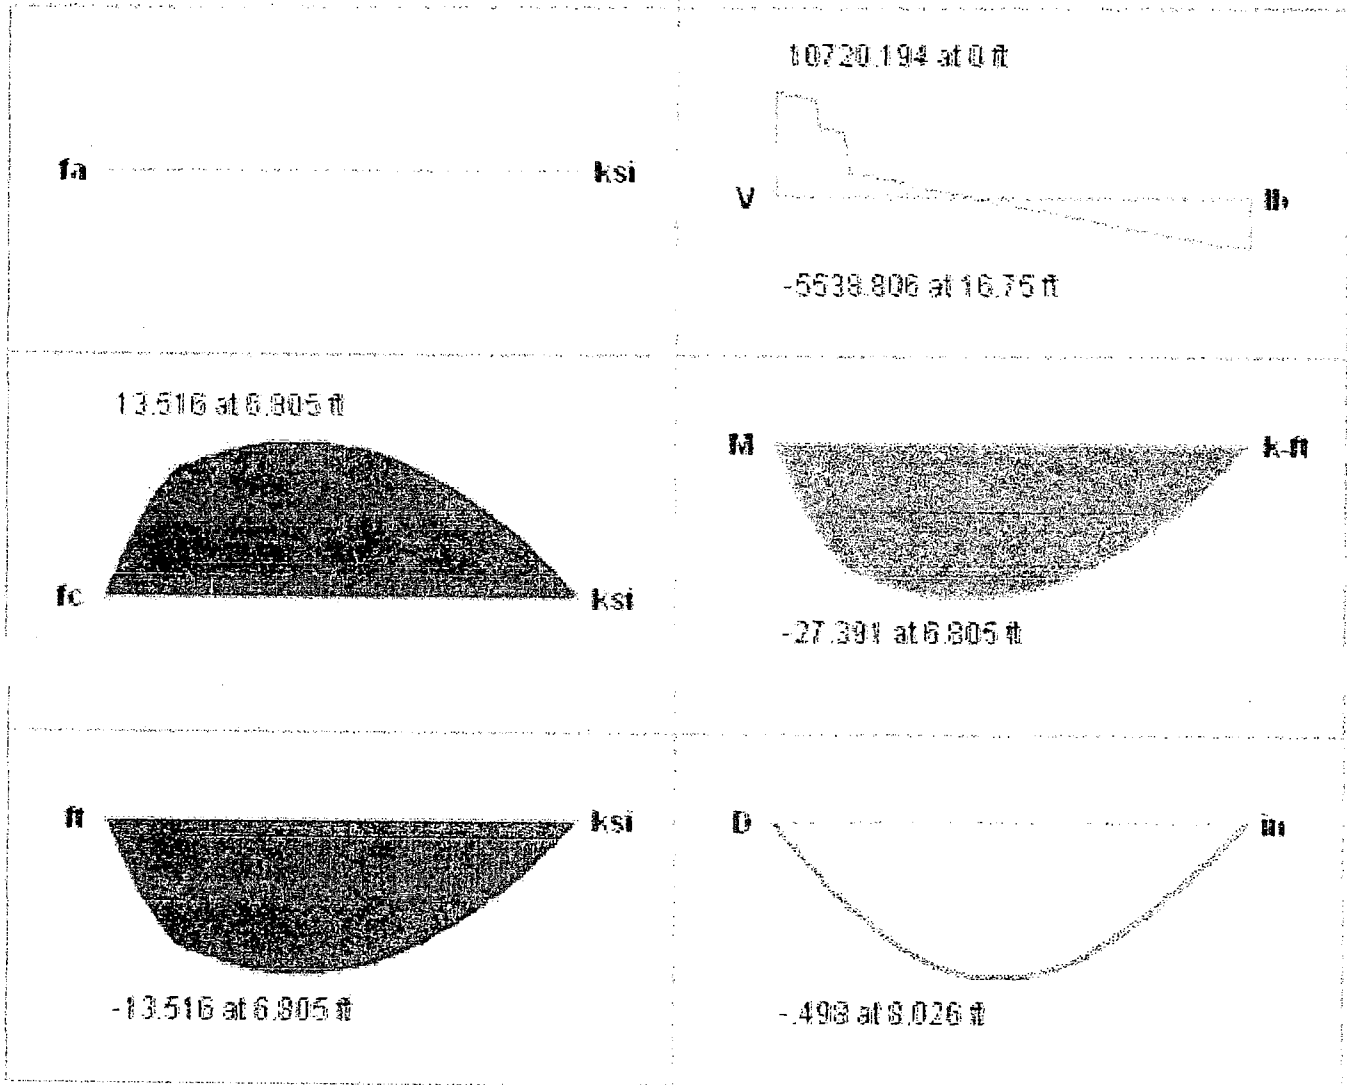 fa ksi
10720.194 at 0 ft
V lb
-5539.806 at 16.75 ft
13.516 at 6.805 ft
fc ksi
M k-ft
-27.391 at 6.805 ft
ft ksi
-13.516 at 6.805 ft
D in
-.498 at 8.026 ft